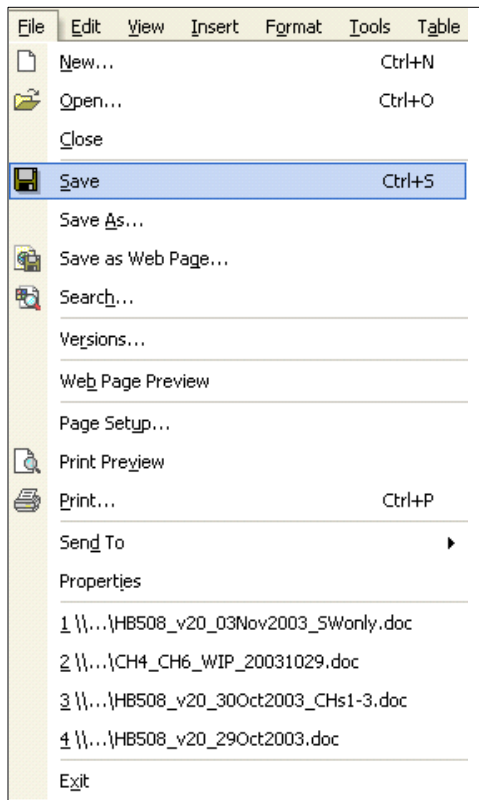 File Edit View Insert Format Tools Table
New... Ctrl+N
Open... Ctrl+O
Close
Save Ctrl+S
Save As...
Save as Web Page...
Search...
Versions...
Web Page Preview
Page Setup...
Print Preview
Print... Ctrl+P
Send To
Properties
1 \\...\HB508_v20_03Nov2003_SWonly.doc
2 \\...\CH4_CH6_WIP_20031029.doc
3 \\...\HB508_v20_30Oct2003_CHs1-3.doc
4 \\...\HB508_v20_29Oct2003.doc
Exit